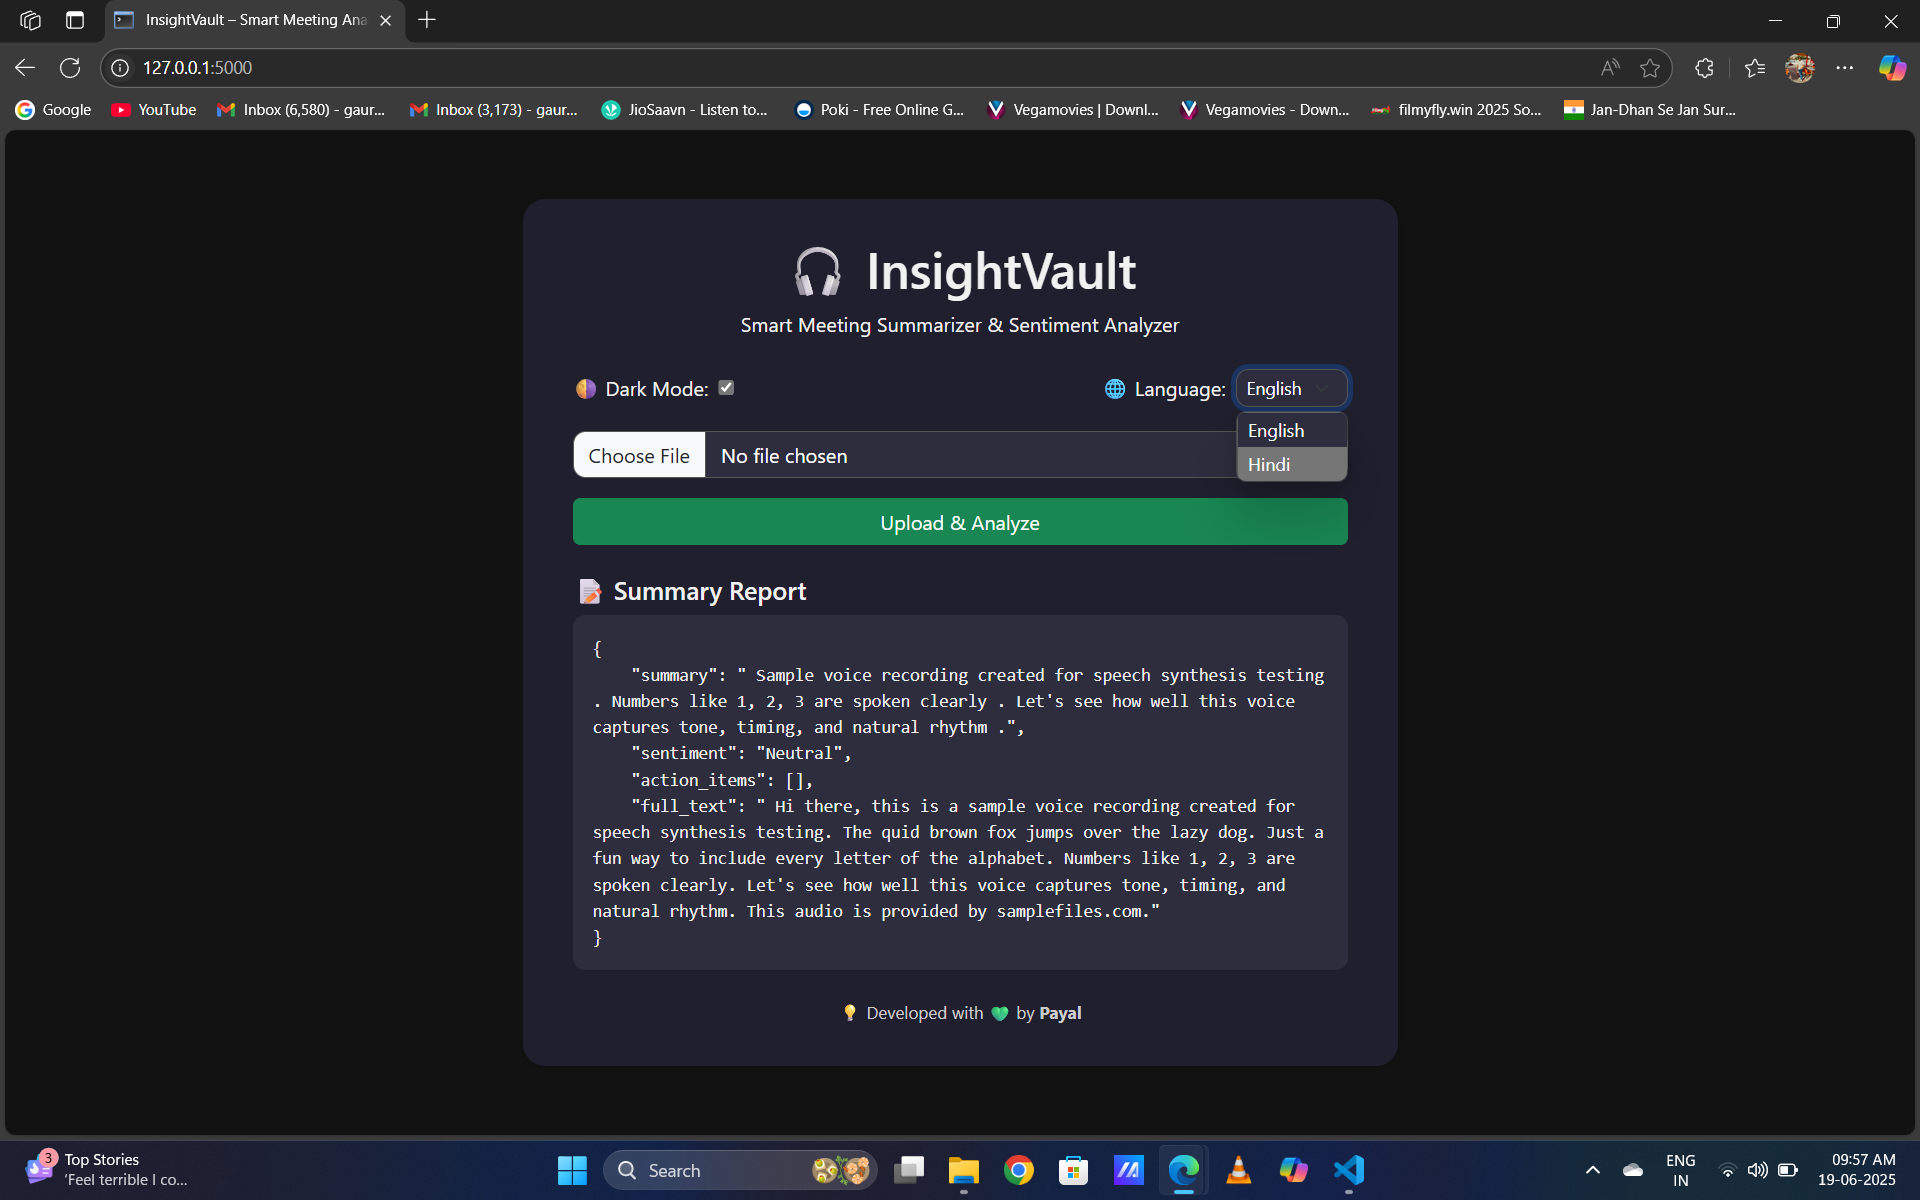 InsightVault – Smart Meeting Ana
127.0.0.1:5000
Google
YouTube
Inbox (6,580) - gaur...
Inbox (3,173) - gaur...
JioSaavn - Listen to...
Poki - Free Online G...
Vegamovies | Downl...
Vegamovies - Down...
filmyfly.win 2025 So...
Jan-Dhan Se Jan Sur...
InsightVault
Smart Meeting Summarizer & Sentiment Analyzer
Dark Mode:
Language: English
English
Hindi
Choose File No file chosen
Upload & Analyze
Summary Report
{
"summary": " Sample voice recording created for speech synthesis testing
. Numbers like 1, 2, 3 are spoken clearly . Let's see how well this voice
captures tone, timing, and natural rhythm .",
"sentiment": "Neutral",
"action_items": [],
"full_text": " Hi there, this is a sample voice recording created for
speech synthesis testing. The quid brown fox jumps over the lazy dog. Just a
fun way to include every letter of the alphabet. Numbers like 1, 2, 3 are
spoken clearly. Let's see how well this voice captures tone, timing, and
natural rhythm. This audio is provided by samplefiles.com."
}
Developed with 💚 by Payal
3
Top Stories
'Feel terrible I co...
Search
ENG
IN
09:57 AM
19-06-2025